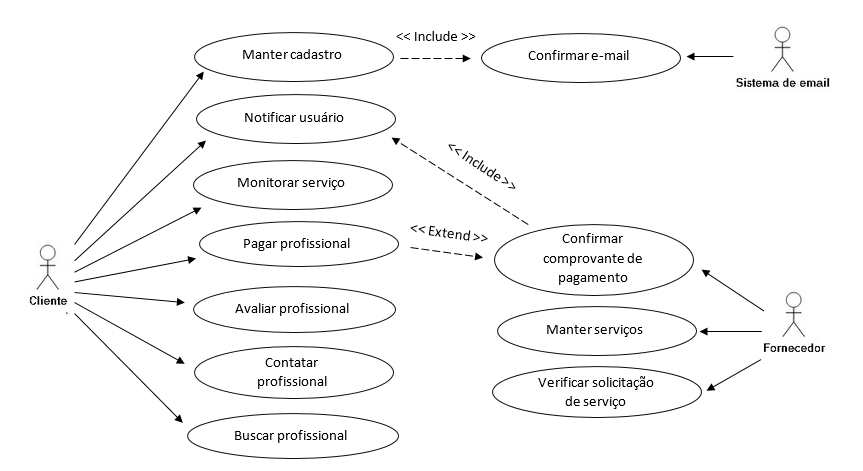 Manter cadastro
<< Include >>
Confirmar e-mail
Sistema de email
Notificar usuário
<< Include >>
Monitorar serviço
Pagar profissional
<< Extend >>
Confirmar
comprovante de
pagamento
Cliente
Avaliar profissional
Manter serviços
Fornecedor
Contatar
profissional
Verificar solicitação
de serviço
Buscar profissional